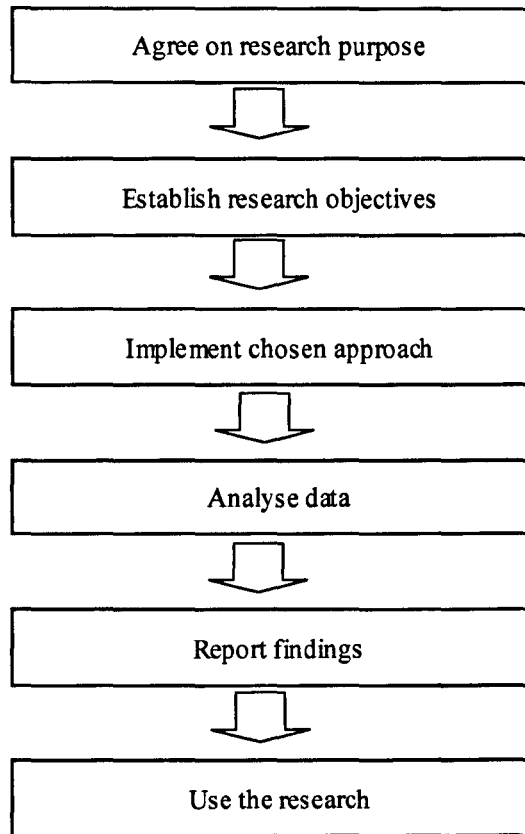 Agree on research purpose
Establish research objectives
Implement chosen approach
Analyse data
Report findings
Use the research